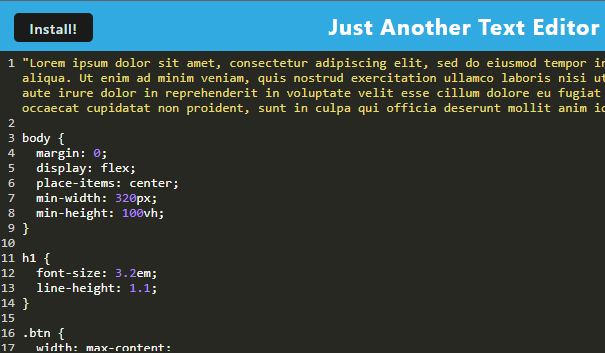 Install!
Just Another Text Editor
1 "Lorem ipsum dolor sit amet, consectetur adipiscing elit, sed do eiusmod tempor in
aliqua. Ut enim ad minim veniam, quis nostrud exercitation ullamco laboris nisi ut
aute irure dolor in reprehenderit in voluptate velit esse cillum dolore eu fugiat
occaecat cupidatat non proident, sunt in culpa qui officia deserunt mollit anim id
2
3 body {
4 margin: 0;
5 display: flex;
6 place-items: center;
7 min-width: 320px;
8 min-height: 100vh;
9 }
10
11 h1 {
12 font-size: 3.2em;
13 line-height: 1.1;
14 }
15
16 .btn {
17 width: max-content;